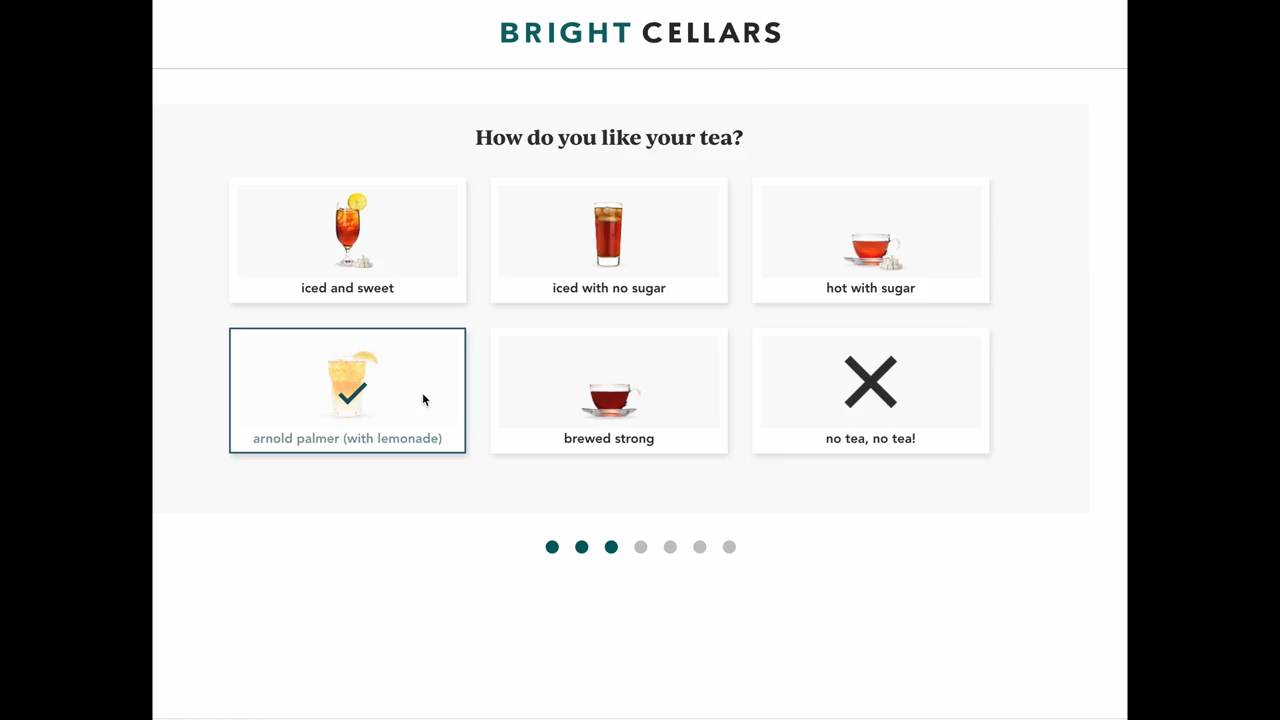 BRIGHT CELLARS
How do you like your tea?
iced and sweet
iced with no sugar
hot with sugar
arnold palmer (with lemonade)
brewed strong
no tea, no tea!